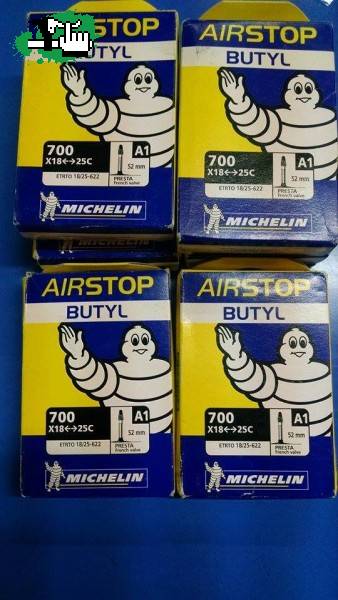 AIRSTOP
BUTYL
700
X18↔25C
A1
52 mm
ETRTO 18/25-622
PRESTA
French valve
MICHELIN
AIRSTOP
BUTYL
700
X18↔25C
A1
52 mm
ETRTO 18/25-622
PRESTA
French valve
MICHELIN
AIRSTOP
BUTYL
700
X18↔25C
A1
52 mm
ETRTO 18/25-622
PRESTA
French valve
MICHELIN
AIRSTOP
BUTYL
700
X18↔25C
A1
52 mm
ETRTO 18/25-622
PRESTA
French valve
MICHELIN